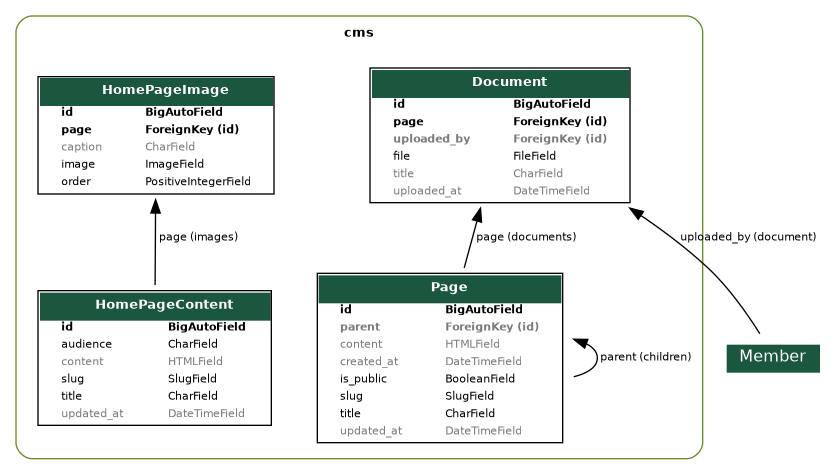 cms
HomePageImage
id BigAutoField
page ForeignKey (id)
caption CharField
image ImageField
order PositiveIntegerField
Document
id BigAutoField
page ForeignKey (id)
uploaded_by ForeignKey (id)
file FileField
title CharField
uploaded_at DateTimeField
page (images)
page (documents)
uploaded_by (document)
HomePageContent
id BigAutoField
audience CharField
content HTMLField
slug SlugField
title CharField
updated_at DateTimeField
Page
id BigAutoField
parent ForeignKey (id)
content HTMLField
created_at DateTimeField
is_public BooleanField
slug SlugField
title CharField
updated_at DateTimeField
parent (children)
Member